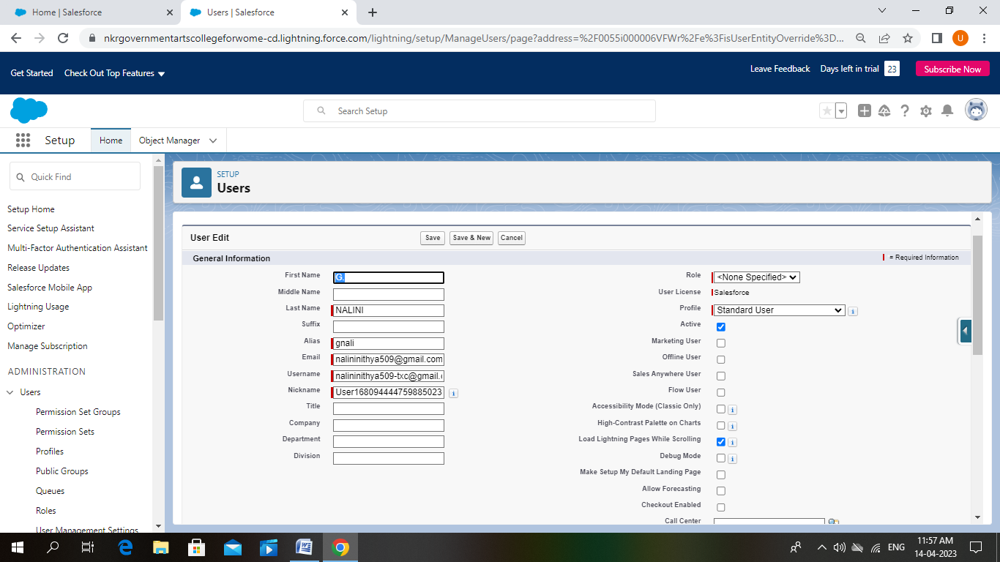 Home | Salesforce
Users | Salesforce
nkrgovernmentartscollegeforwome-cd.lightning.force.com/lightning/setup/ManageUsers/page?address=%2F0055i000006VFWr%2Fe%3FisUserEntityOverride%3D...
U
Get Started
Check Out Top Features
Leave Feedback
Days left in trial
23
Subscribe Now
Search Setup
Setup
Home
Object Manager
Quick Find
Setup Home
Service Setup Assistant
Multi-Factor Authentication Assistant
Release Updates
Salesforce Mobile App
Lightning Usage
Optimizer
Manage Subscription
ADMINISTRATION
Users
Permission Set Groups
Permission Sets
Profiles
Public Groups
Queues
Roles
User Management Settings
SETUP
Users
User Edit
Save
Save & New
Cancel
General Information
= Required Information
First Name G.
Middle Name
Last Name NALINI
Suffix
Alias gnali
Email nalininithya509@gmail.com
Username nalininithya509-txc@gmail.
Nickname User168094444759885023
Title
Company
Department
Division
Role <None Specified>
User License Salesforce
Profile Standard User
Active
Marketing User
Offline User
Sales Anywhere User
Flow User
Accessibility Mode (Classic Only)
High-Contrast Palette on Charts
Load Lightning Pages While Scrolling
Debug Mode
Make Setup My Default Landing Page
Allow Forecasting
Checkout Enabled
Call Center
ENG
11:57 AM
14-04-2023